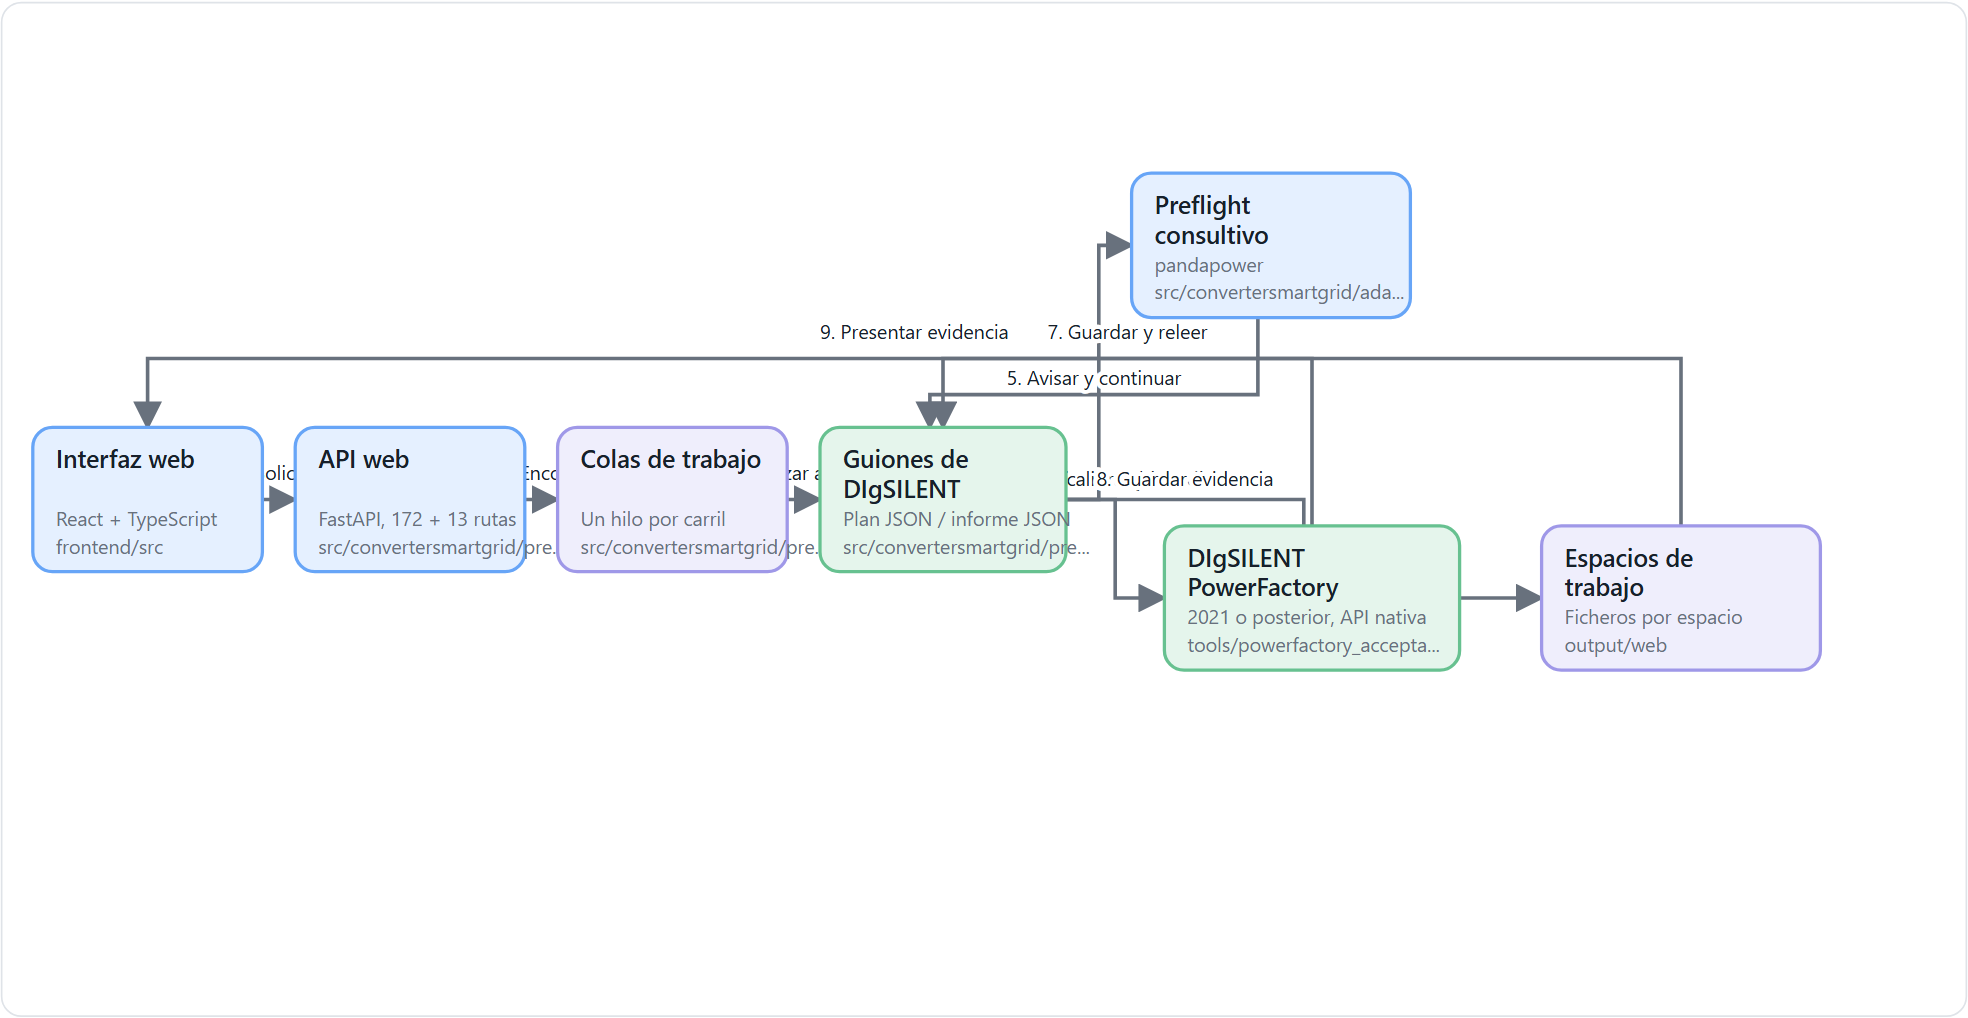 Preflight
consultivo
pandapower
src/convertersmartgrid/ada...
9. Presentar evidencia
7. Guardar y releer
5. Avisar y continuar
Interfaz web
React + TypeScript
frontend/src
API web
FastAPI, 172 + 13 rutas
src/convertersmartgrid/pre.
Colas de trabajo
Un hilo por carril
src/convertersmartgrid/pre.
Guiones de
DIgSILENT
Plan JSON / informe JSON
src/convertersmartgrid/pre...
8. Guardar evidencia
DIgSILENT
PowerFactory
2021 o posterior, API nativa
tools/powerfactory_accepta...
Espacios de
trabajo
Ficheros por espacio
output/web